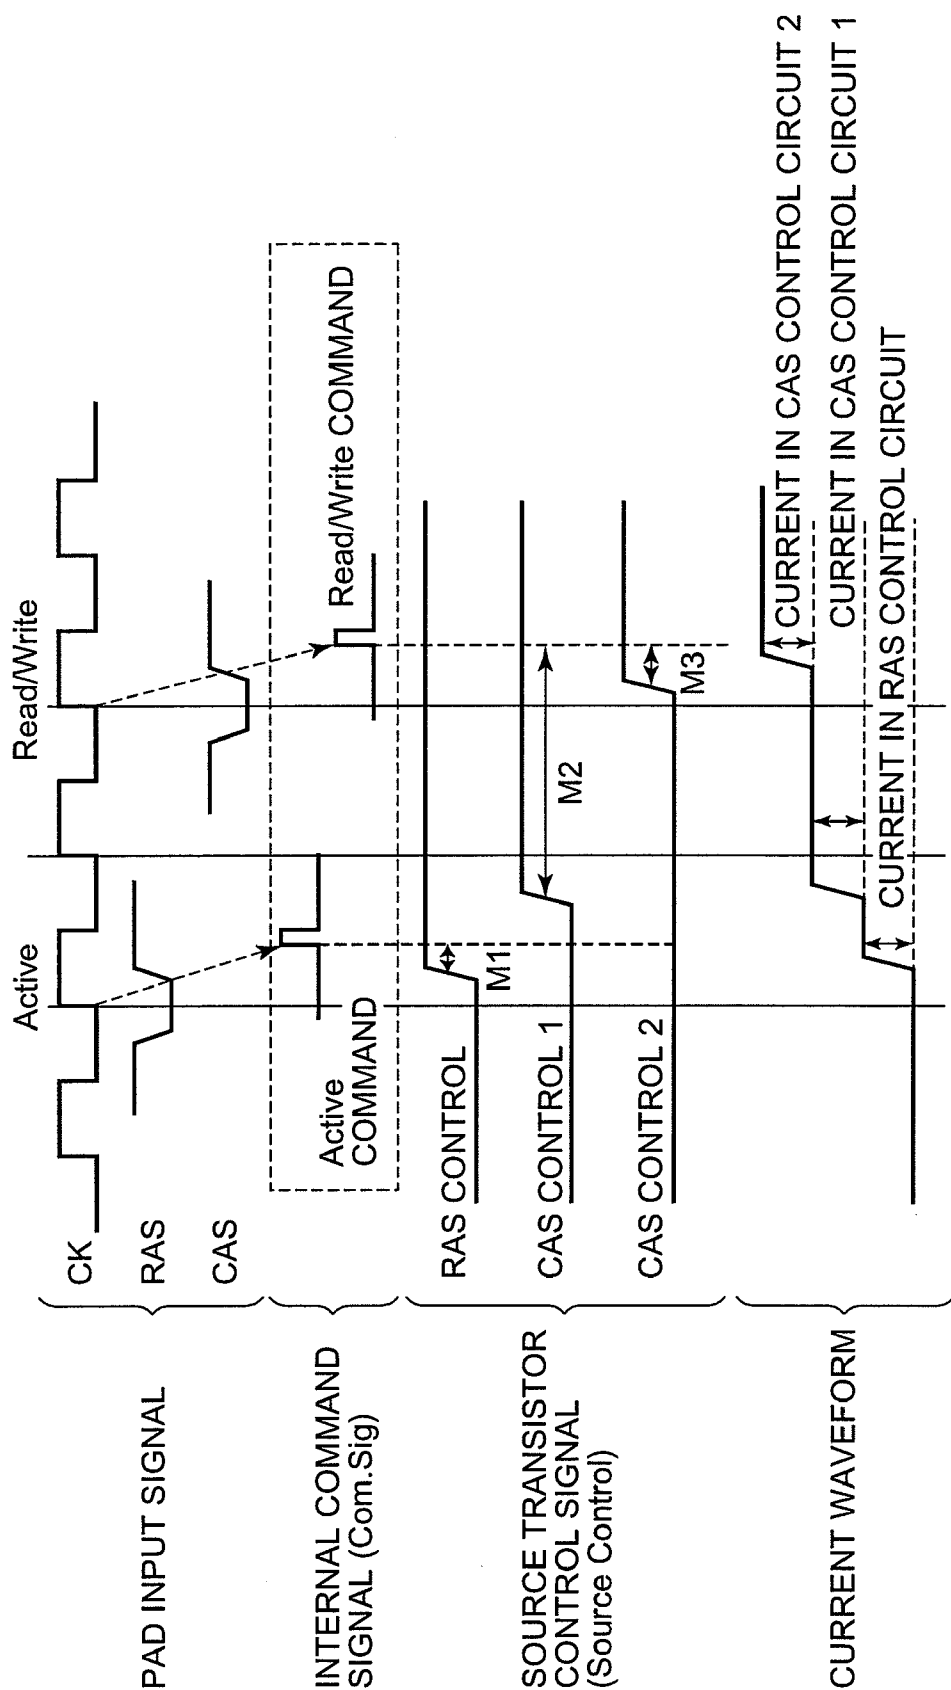 Active
Read/Write
PAD INPUT SIGNAL
CK
RAS
CAS
INTERNAL COMMAND
SIGNAL (Com.Sig)
Active
COMMAND
Read/Write COMMAND
SOURCE TRANSISTOR
CONTROL SIGNAL
(Source Control)
RAS CONTROL
M1
CAS CONTROL 1
M2
CAS CONTROL 2
M3
CURRENT WAVEFORM
CURRENT IN CAS CONTROL CIRCUIT 2
CURRENT IN CAS CONTROL CIRCUIT 1
CURRENT IN RAS CONTROL CIRCUIT